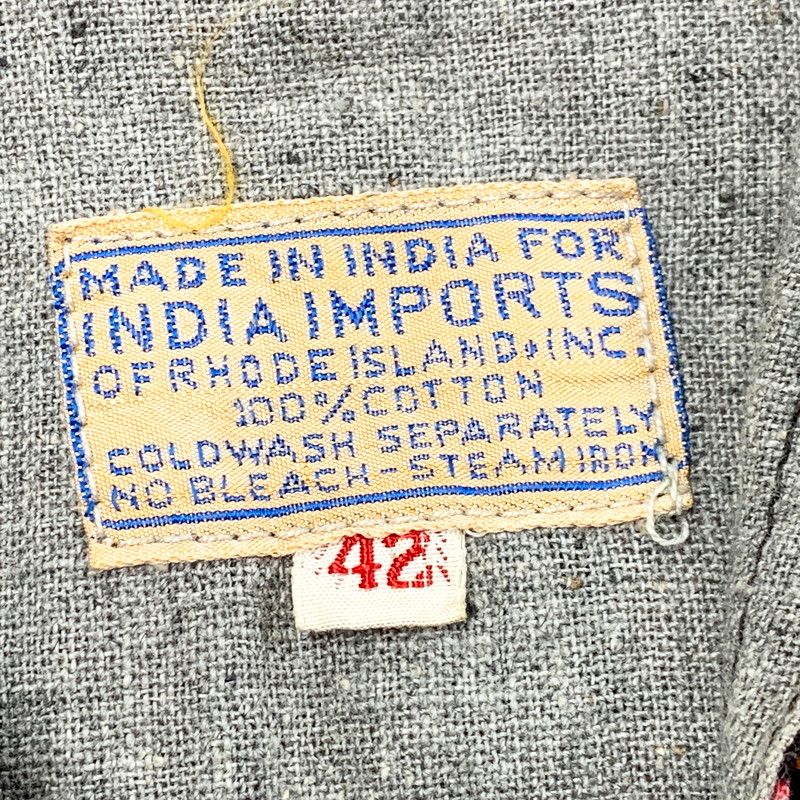 MADE IN INDIA FOR
INDIA IMPORTS
OF RHODE ISLAND, INC.
100% COTTON
COLDWASH SEPARATELY
NO BLEACH-STEAM IRON
42